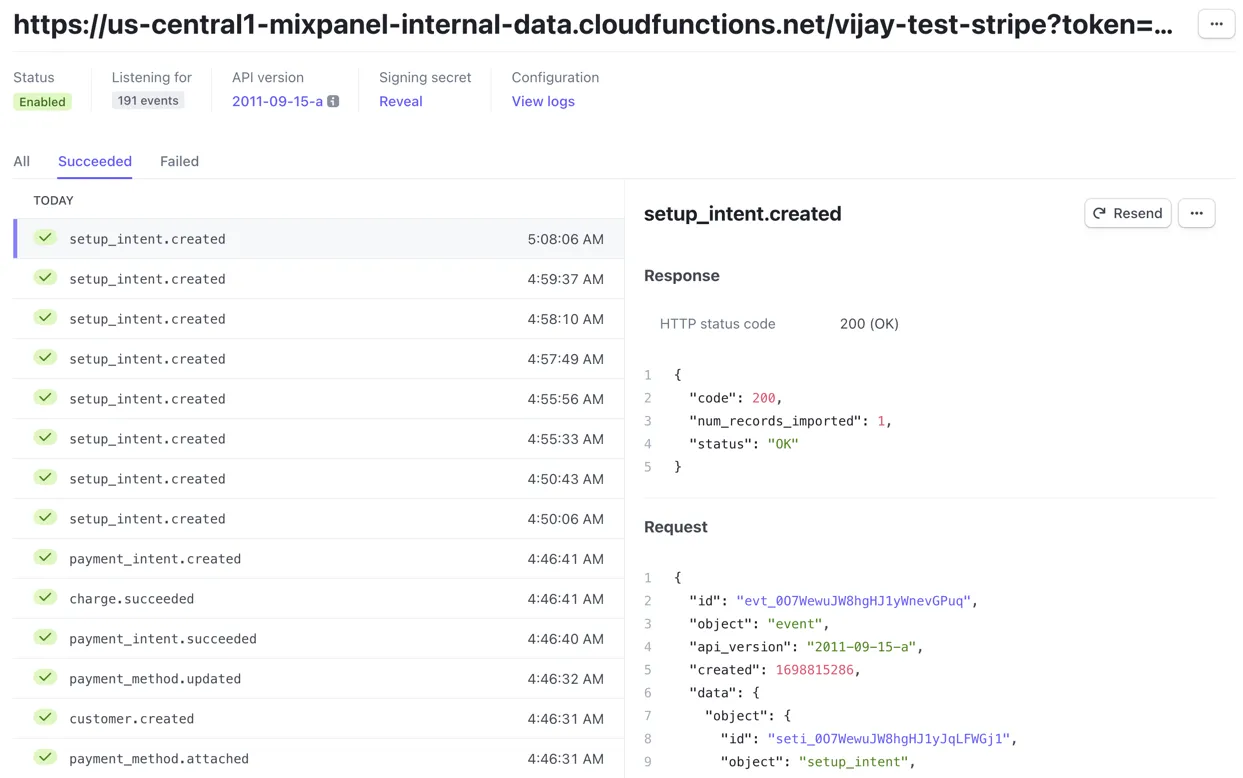 https://us-central1-mixpanel-internal-data.cloudfunctions.net/vijay-test-stripe?token=...
Status
Enabled
Listening for
191 events
API version
2011-09-15-a
Signing secret
Reveal
Configuration
View logs
All Succeeded Failed
TODAY
setup_intent.created 5:08:06 AM
setup_intent.created 4:59:37 AM
setup_intent.created 4:58:10 AM
setup_intent.created 4:57:49 AM
setup_intent.created 4:55:56 AM
setup_intent.created 4:55:33 AM
setup_intent.created 4:50:43 AM
setup_intent.created 4:50:06 AM
payment_intent.created 4:46:41 AM
charge.succeeded 4:46:41 AM
payment_intent.succeeded 4:46:40 AM
payment_method.updated 4:46:32 AM
customer.created 4:46:31 AM
payment_method.attached 4:46:31 AM
setup_intent.created
Resend
Response
HTTP status code 200 (OK)
1 {
2 "code": 200,
3 "num_records_imported": 1,
4 "status": "OK"
5 }
Request
1 {
2 "id": "evt_0O7WewuJW8hgHJ1yWnevGPuq",
3 "object": "event",
4 "api_version": "2011-09-15-a",
5 "created": 1698815286,
6 "data": {
7 "object": {
8 "id": "seti_0O7WewuJW8hgHJ1yJqLFWGj1",
9 "object": "setup_intent",